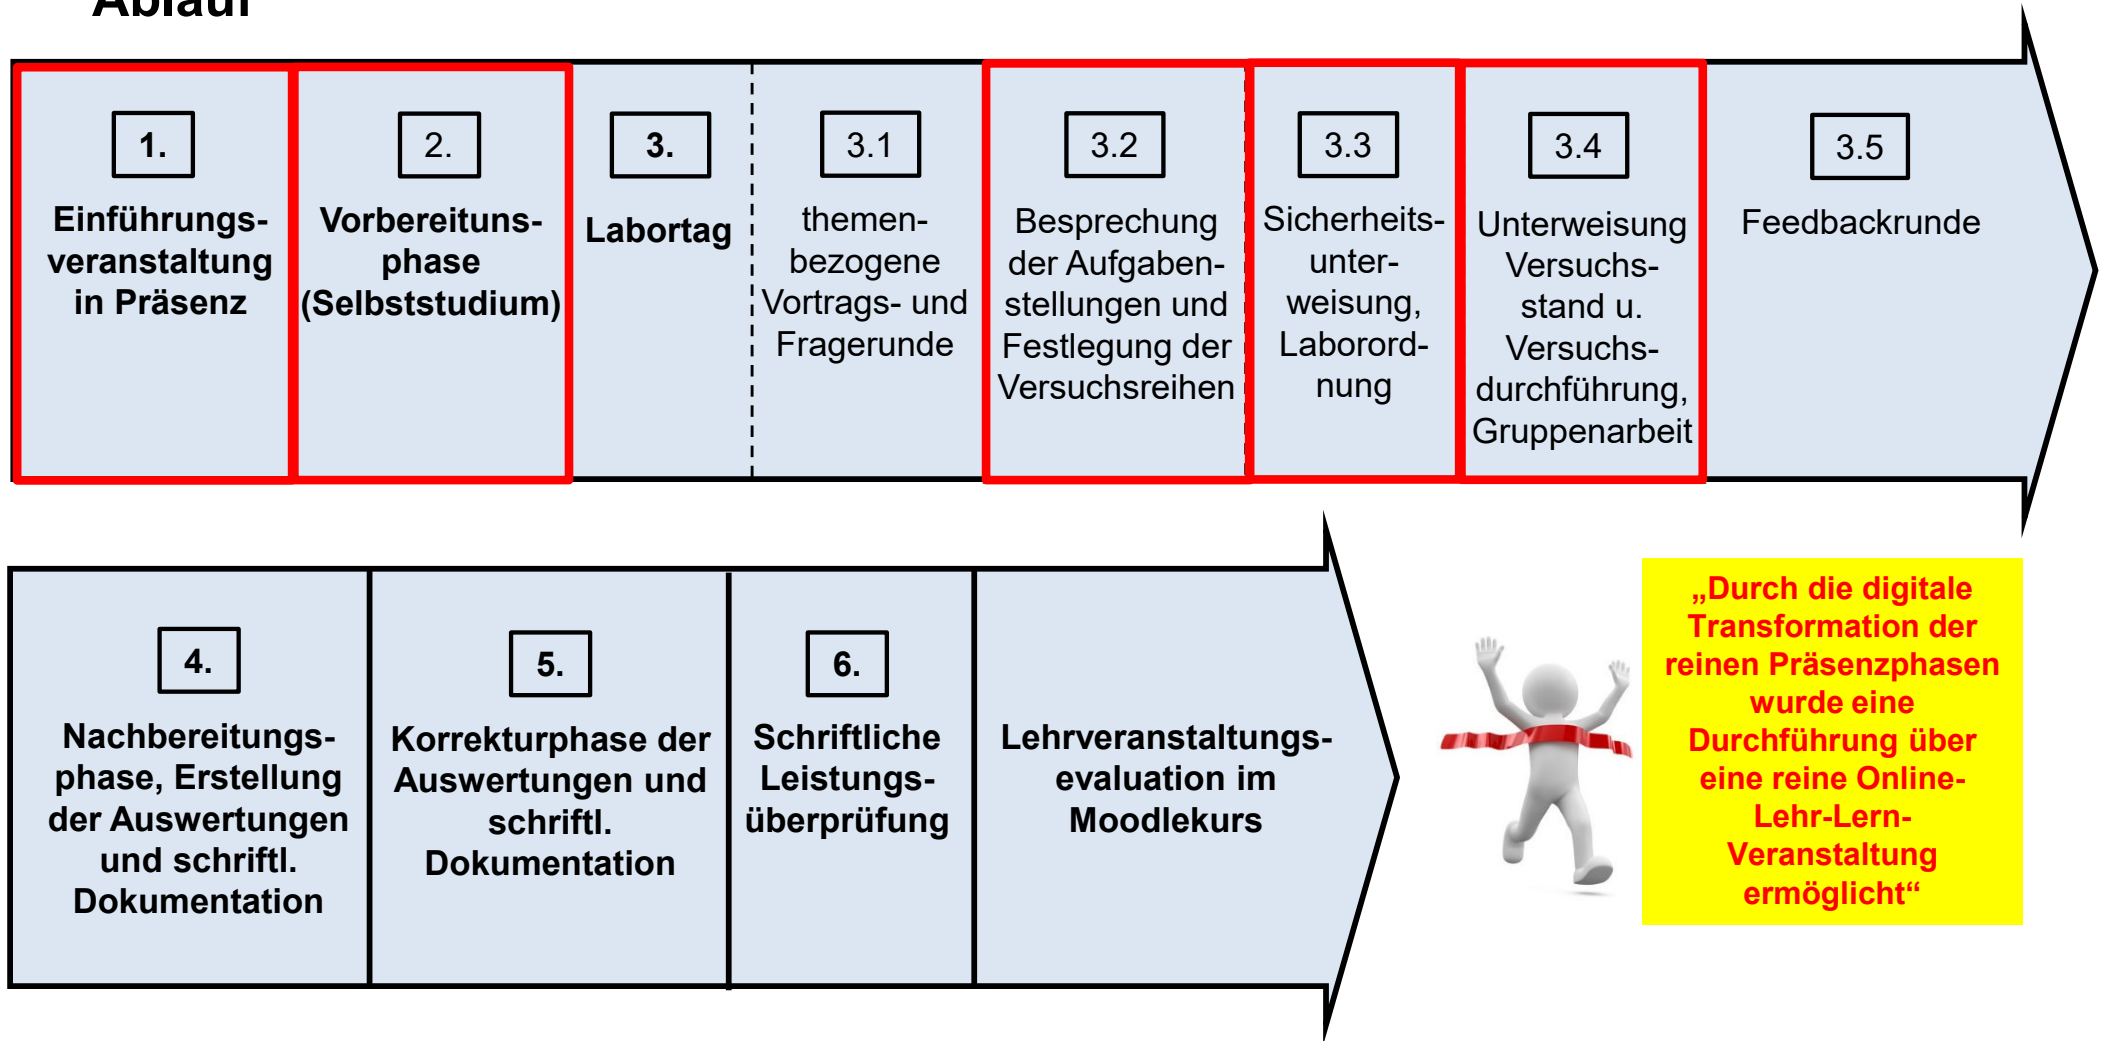 Ablauf
1.
Einführungs-
veranstaltung
in Präsenz
2.
Vorbereituns-
phase
(Selbststudium)
3.
Labortag
3.1
themen-
bezogene
Vortrags- und
Fragerunde
3.2
Besprechung
der Aufgaben-
stellungen und
Festlegung der
Versuchsreihen
3.3
Sicherheits-
unter-
weisung,
Laborord-
nung
3.4
Unterweisung
Versuchs-
stand u.
Versuchs-
durchführung,
Gruppenarbeit
3.5
Feedbackrunde
4.
Nachbereitungs-
phase, Erstellung
der Auswertungen
und schriftl.
Dokumentation
5.
Korrekturphase der
Auswertungen und
schriftl.
Dokumentation
6.
Schriftliche
Leistungs-
überprüfung
Lehrveranstaltungs-
evaluation im
Moodlekurs
„Durch die digitale
Transformation der
reinen Präsenzphasen
wurde eine
Durchführung über
eine reine Online-
Lehr-Lern-
Veranstaltung
ermöglicht“